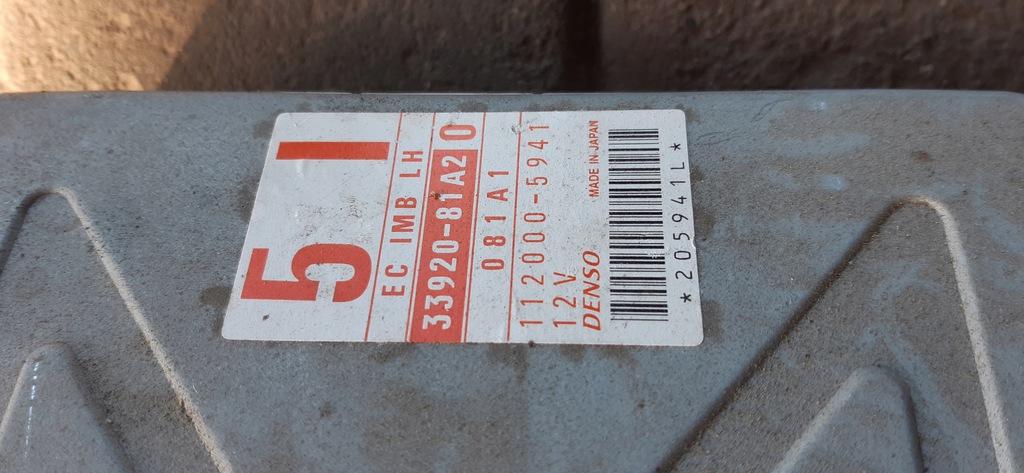 5 I
EC IMB LH
33920-81A2 0
081A1
112000-5941
12V
DENSO MADE IN JAPAN
*205941L*